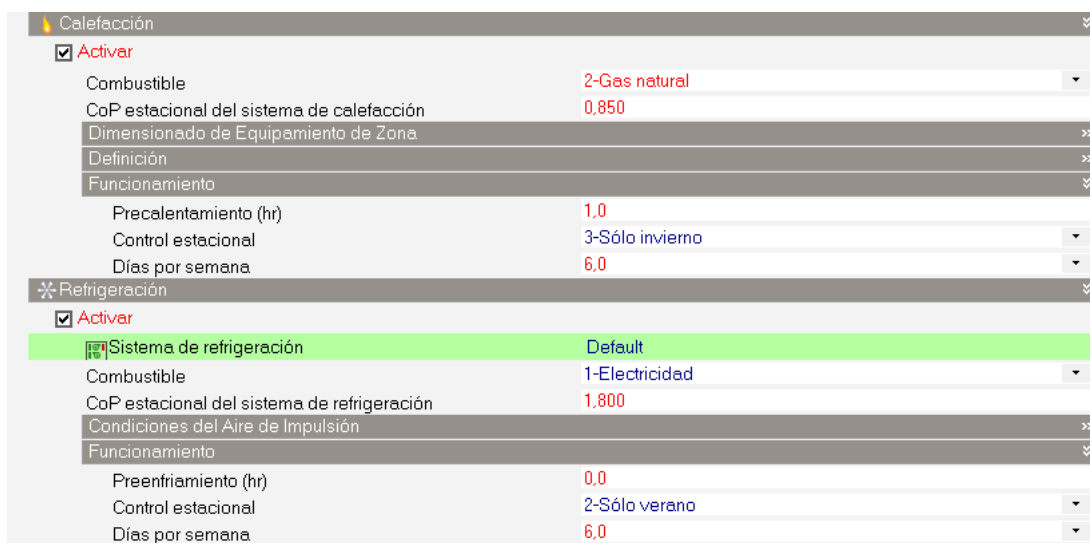 Calefacción
Activar
Combustible 2-Gas natural
CoP estacional del sistema de calefacción 0,850
Dimensionado de Equipamiento de Zona
Definición
Funcionamiento
Precalentamiento (hr) 1,0
Control estacional 3-Sólo invierno
Días por semana 6,0
Refrigeración
Activar
Sistema de refrigeración Default
Combustible 1-Electricidad
CoP estacional del sistema de refrigeración 1,800
Condiciones del Aire de Impulsión
Funcionamiento
Preenfriamiento (hr) 0,0
Control estacional 2-Sólo verano
Días por semana 6,0